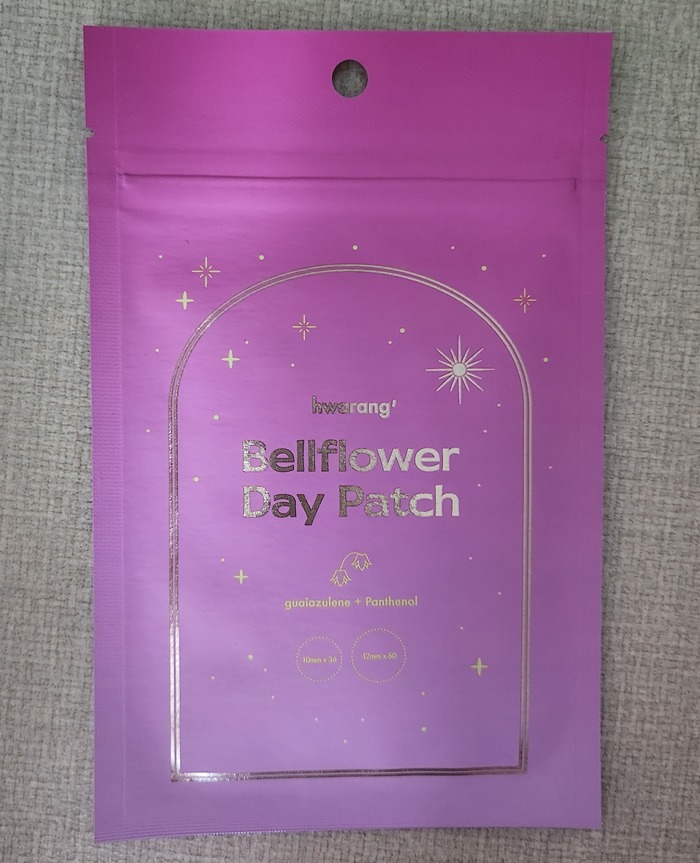 hwarang'
Bellflower
Day Patch
guaiazulene + Panthenol
10mm x 36
12mm x 60